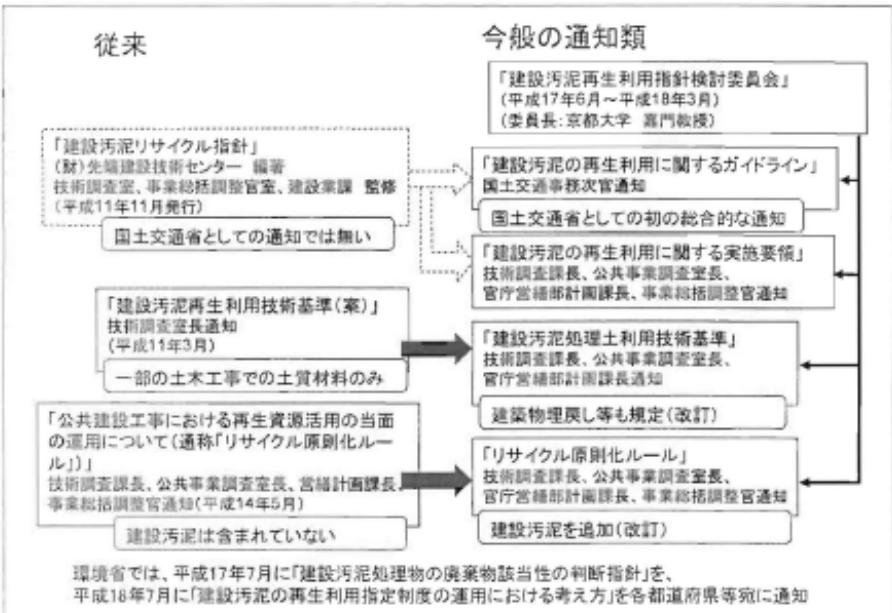 従来
今般の通知類
「建設汚泥再生利用指針検討委員会」
(平成17年6月～平成18年3月)
(委員長:京都大学 嘉門教授)
「建設汚泥リサイクル指針」
(財)先端建設技術センター 編著
技術調査室、事業総括調整官室、建設業課 監修
(平成11年11月発行)
国土交通省としての通知では無い
「建設汚泥の再生利用に関するガイドライン」
国土交通事務次官通知
国土交通省としての初の総合的な通知
「建設汚泥の再生利用に関する実施要領」
技術調査課長、公共事業調査室長、
官庁営繕部計画課長、事業総括調整官通知
「建設汚泥再生利用技術基準(案)」
技術調査室長通知
(平成11年3月)
一部の土木工事での土質材料のみ
「建設汚泥処理土利用技術基準」
技術調査課長、公共事業調査室長、
官庁営繕部計画課長通知
建築物埋戻し等も規定(改訂)
「公共建設工事における再生資源活用の当面
の運用について(通称「リサイクル原則化ルー
ル」)」
技術調査課長、公共事業調査室長、営繕計画課長、
事業総括調整官通知(平成14年5月)
建設汚泥は含まれていない
「リサイクル原則化ルール」
技術調査課長、公共事業調査室長、
官庁営繕部計画課長、事業総括調整官通知
建設汚泥を追加(改訂)
環境省では、平成17年7月に「建設汚泥処理物の廃棄物該当性の判断指針」を、
平成18年7月に「建設汚泥の再生利用指定制度の運用における考え方」を各都道府県等宛に通知